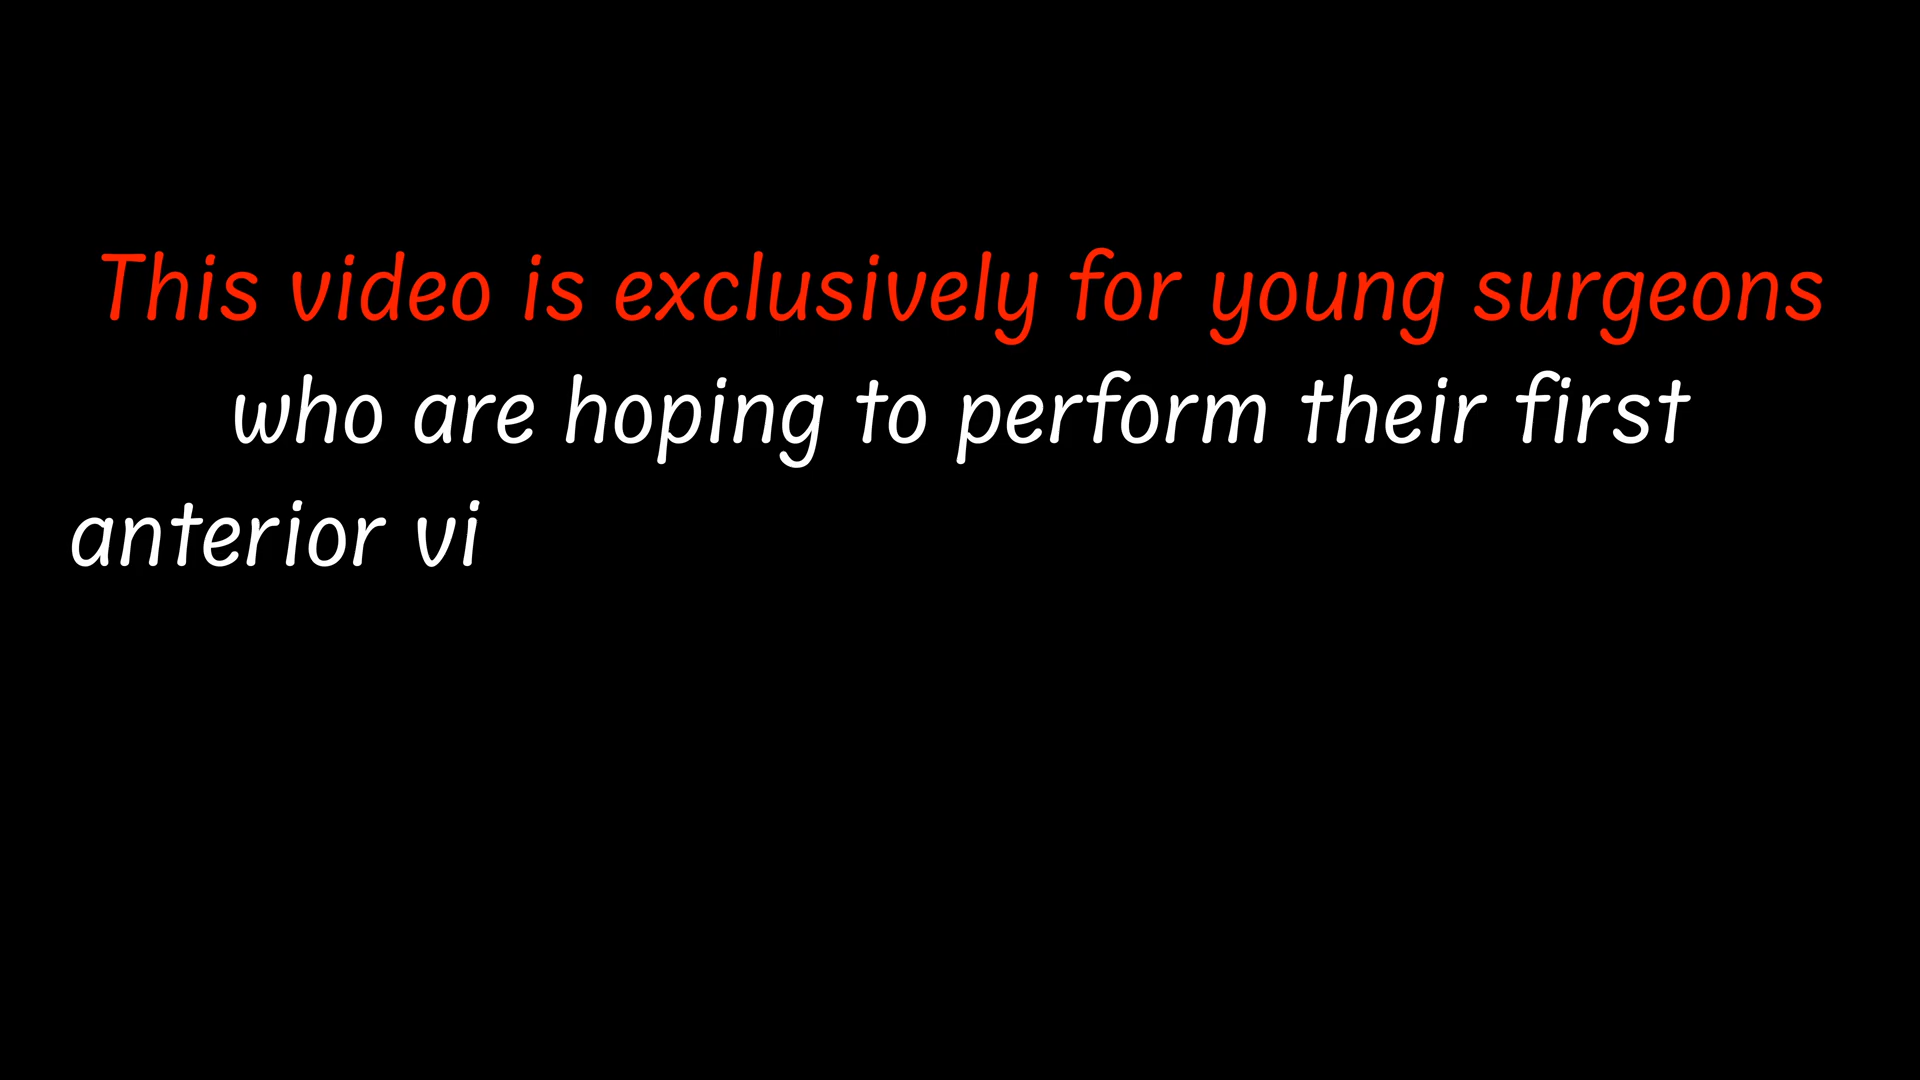 This video is exclusively for young surgeons
who are hoping to perform their first
anterior vi